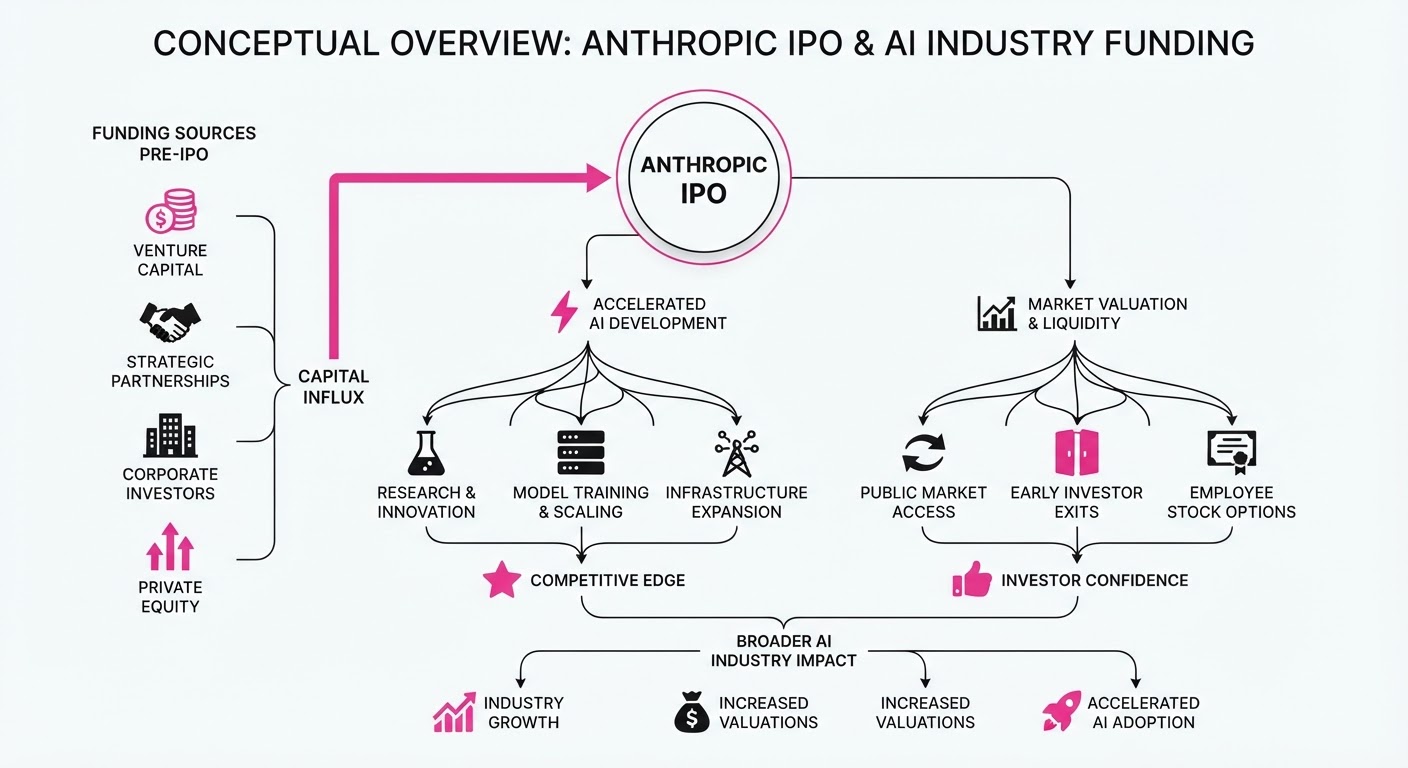 CONCEPTUAL OVERVIEW: ANTHROPIC IPO & AI INDUSTRY FUNDING
FUNDING SOURCES
PRE-IPO
$
VENTURE
CAPITAL
STRATEGIC
PARTNERSHIPS
CORPORATE
INVESTORS
PRIVATE
EQUITY
CAPITAL
INFLUX
ANTHROPIC
IPO
ACCELERATED
AI DEVELOPMENT
MARKET VALUATION
& LIQUIDITY
RESEARCH &
INNOVATION
MODEL TRAINING
& SCALING
INFRASTRUCTURE
EXPANSION
PUBLIC MARKET
ACCESS
EARLY INVESTOR
EXITS
EMPLOYEE
STOCK OPTIONS
COMPETITIVE EDGE
INVESTOR CONFIDENCE
BROADER AI
INDUSTRY IMPACT
INDUSTRY
GROWTH
$
INCREASED
VALUATIONS
INCREASED
VALUATIONS
ACCELERATED
AI ADOPTION